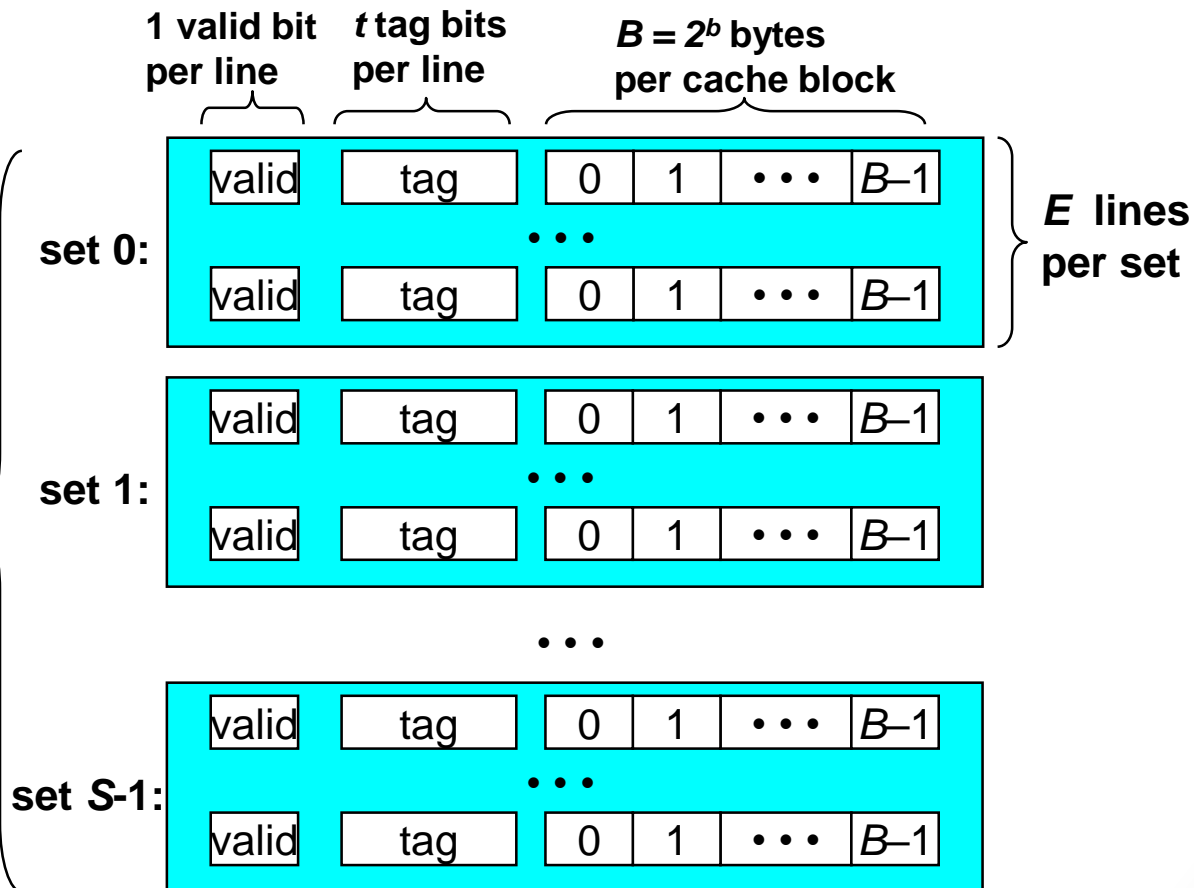 1 valid bit per line
t tag bits per line
B = 2^b bytes per cache block
set 0:
valid tag 0 1 • • • B–1
• • •
valid tag 0 1 • • • B–1
E lines per set
set 1:
valid tag 0 1 • • • B–1
• • •
valid tag 0 1 • • • B–1
• • •
set S-1:
valid tag 0 1 • • • B–1
• • •
valid tag 0 1 • • • B–1